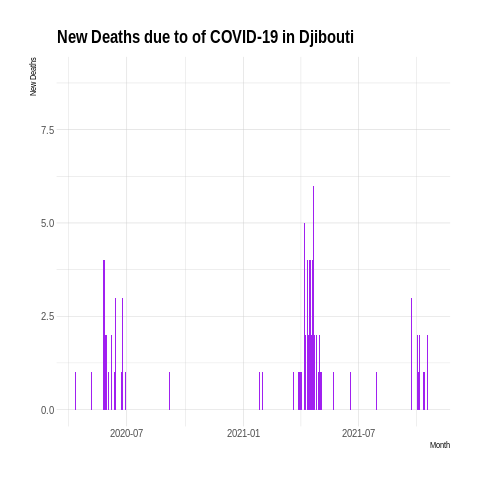 New Deaths due to of COVID-19 in Djibouti
New Deaths
7.5
5.0
2.5
0.0
2020-07
2021-01
2021-07
Month